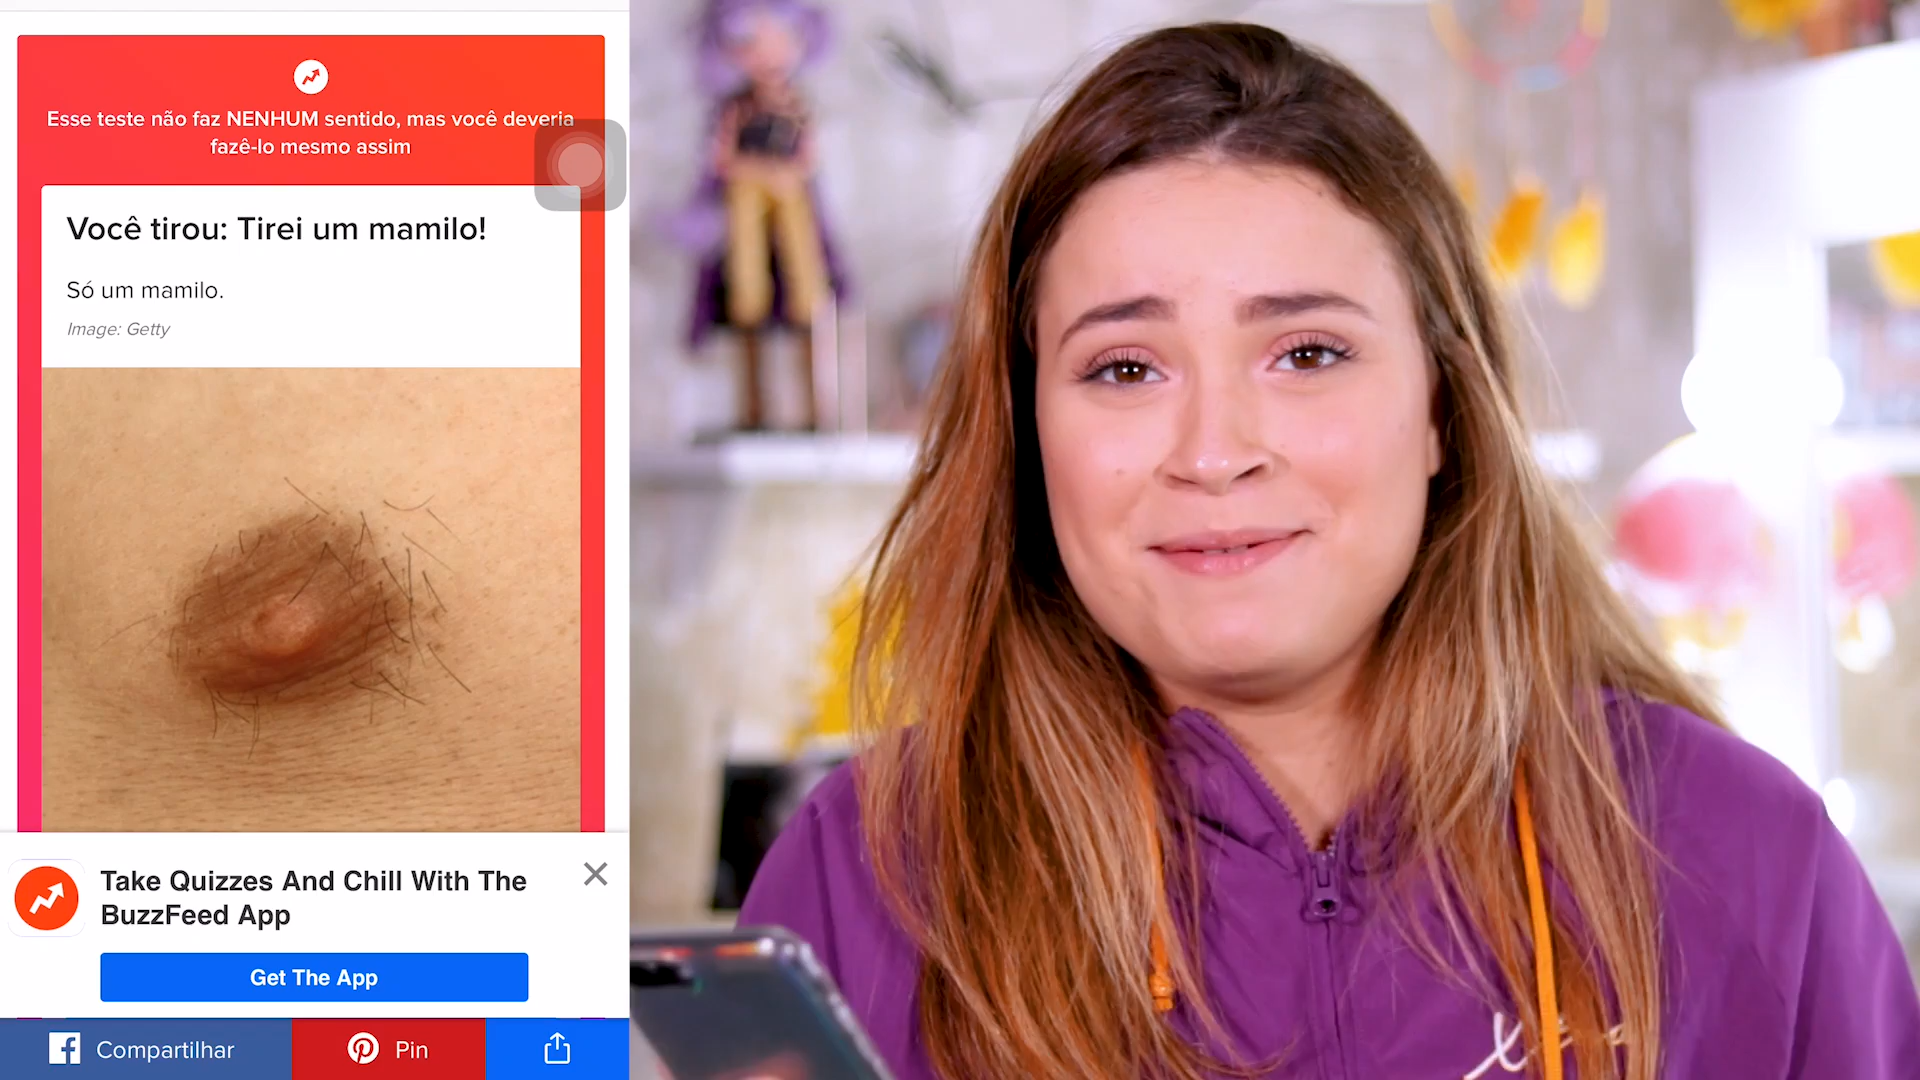 Esse teste não faz NENHUM sentido, mas você deveria
fazê-lo mesmo assim
Você tirou: Tirei um mamilo!
Só um mamilo.
Image: Getty
Take Quizzes And Chill With The
BuzzFeed App
Get The App
Compartilhar
Pin